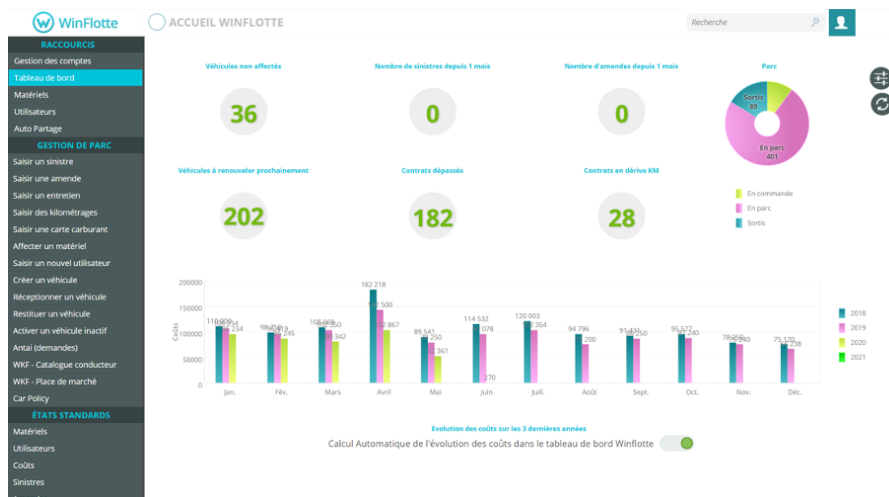 WinFlotte
ACCUEIL WINFLOTTE
Recherche
RACCOURCIS
Gestion des comptes
Tableau de bord
Matériels
Utilisateurs
Auto Partage
GESTION DE PARC
Saisir un sinistre
Saisir une amende
Saisir un entretien
Saisir des kilométrages
Saisir une carte carburant
Affecter un matériel
Saisir un nouvel utilisateur
Créer un véhicule
Réceptionner un véhicule
Restituer un véhicule
Activer un véhicule inactif
Antai (demandes)
WKF - Catalogue conducteur
WKF - Place de marché
Car Policy
ÉTATS STANDARDS
Matériels
Utilisateurs
Coûts
Sinistres
Véhicules non affectés
36
Nombre de sinistres depuis 1 mois
0
Nombre d'amendes depuis 1 mois
0
Parc
Sortis
89
En parc
401
En commande
En parc
Sortis
Véhicules à renouveler prochainement
202
Contrats dépassés
182
Contrats en dérive KM
28
Coûts
200000
150000
100000
50000
0
182 218
89 541
114 532
270
120 003
94 796
95 577
75 120
Jan.
Fév.
Mars
Avril
Mai
Juin
Juill.
Août
Sept.
Oct.
Nov.
Déc.
2018
2019
2020
2021
Evolution des coûts sur les 3 dernières années
Calcul Automatique de l'évolution des coûts dans le tableau de bord Winflotte